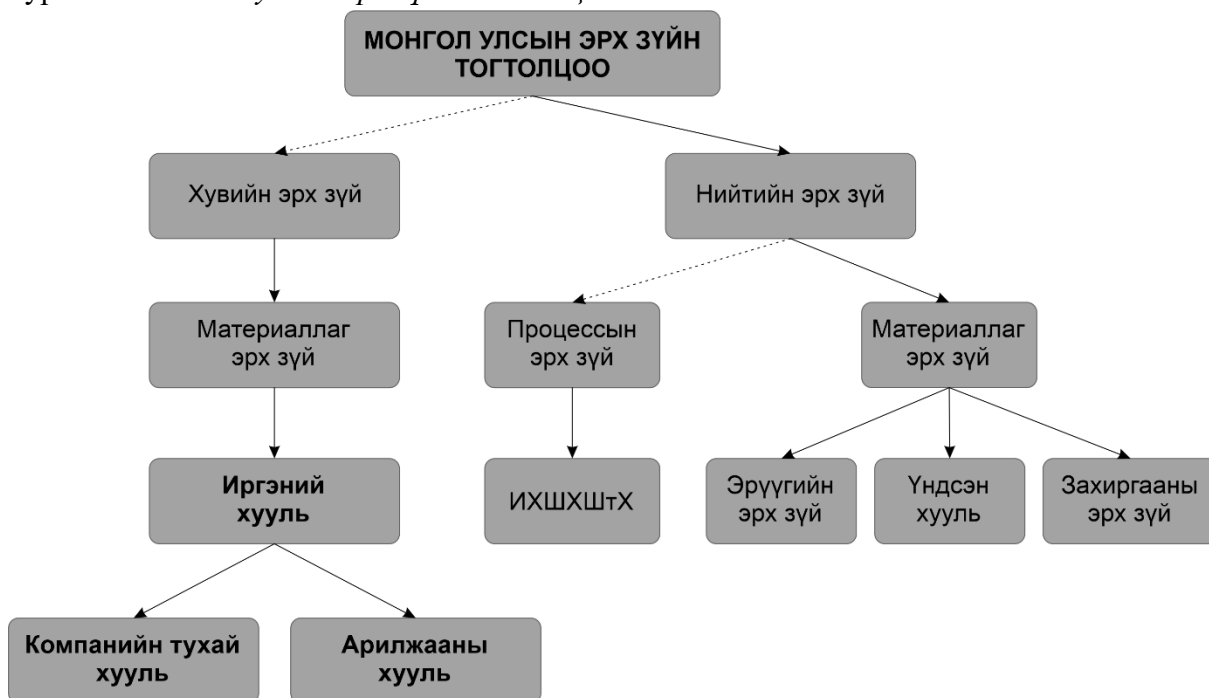 МОНГОЛ УЛСЫН ЭРХ ЗҮЙН
ТОГТОЛЦОО
Хувийн эрх зүй
Нийтийн эрх зүй
Материаллаг
эрх зүй
Процессын
эрх зүй
Материаллаг
эрх зүй
Иргэний
хууль
ИХШХШтХ
Эрүүгийн
эрх зүй
Үндсэн
хууль
Захиргааны
эрх зүй
Компанийн тухай
хууль
Арилжааны
хууль